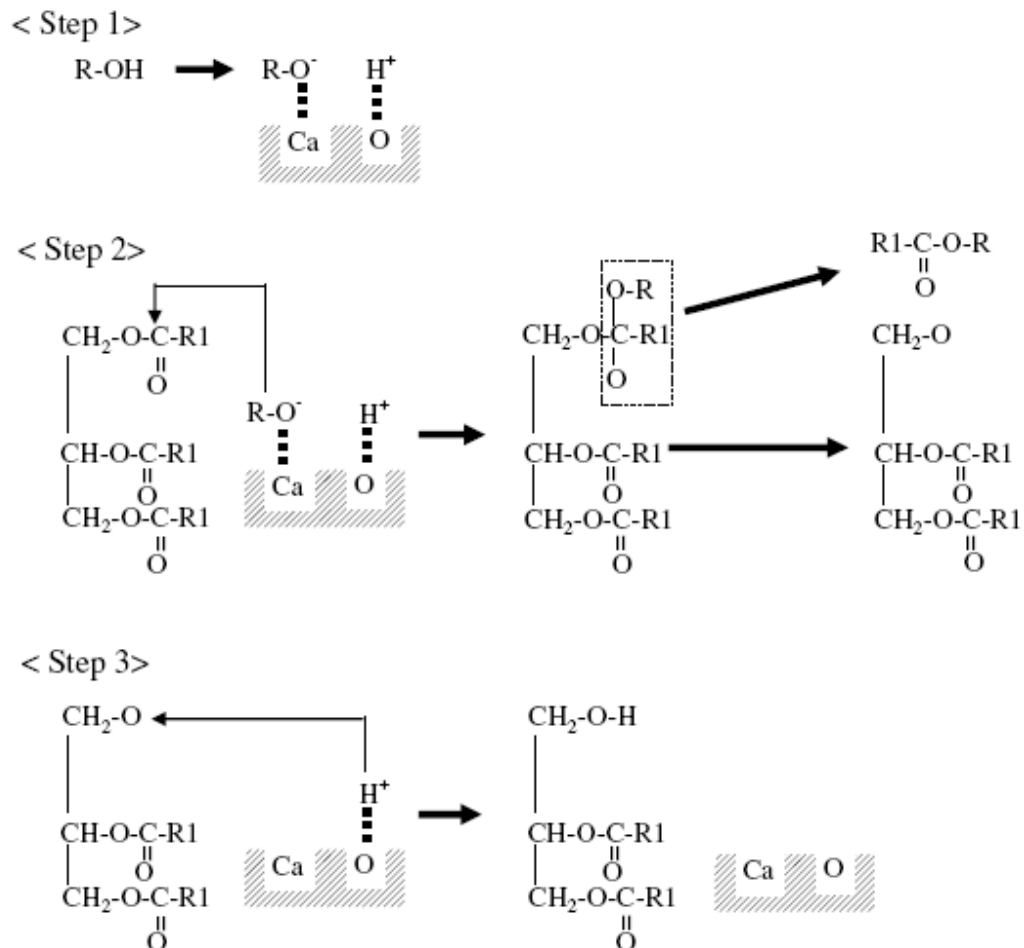 < Step 1>
R-OH R-O⁻ H⁺
Ca O
< Step 2>
R1-C-O-R
O
O-R
CH₂-O-C-R1 CH₂-O-C-R1 CH₂-O
O O
R-O⁻ H⁺
CH-O-C-R1 CH-O-C-R1 CH-O-C-R1
O Ca O O O
CH₂-O-C-R1 CH₂-O-C-R1 CH₂-O-C-R1
O O O
< Step 3>
CH₂-O CH₂-O-H
H⁺
CH-O-C-R1 CH-O-C-R1
O Ca O O Ca O
CH₂-O-C-R1 CH₂-O-C-R1
O O